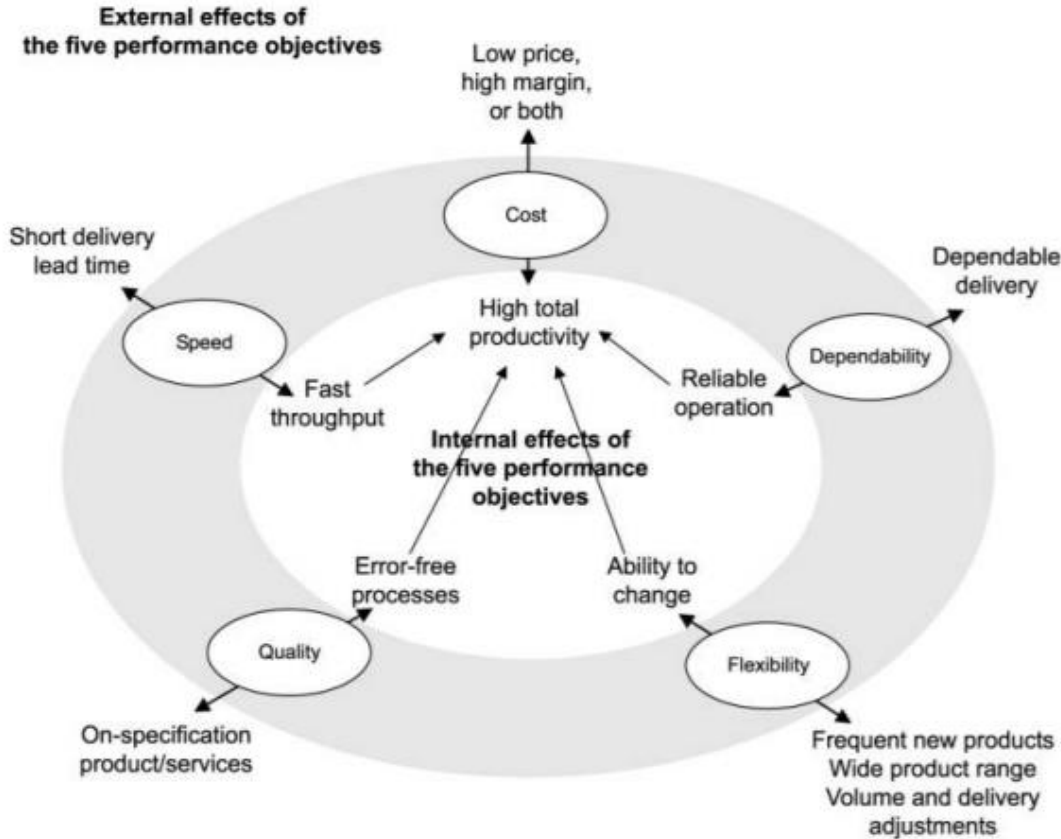 External effects of
the five performance objectives
Low price,
high margin,
or both
Cost
Short delivery
lead time
Dependable
delivery
High total
productivity
Speed
Dependability
Fast
throughput
Reliable
operation
Internal effects of
the five performance
objectives
Error-free
processes
Ability to
change
Quality
Flexibility
On-specification
product/services
Frequent new products
Wide product range
Volume and delivery
adjustments